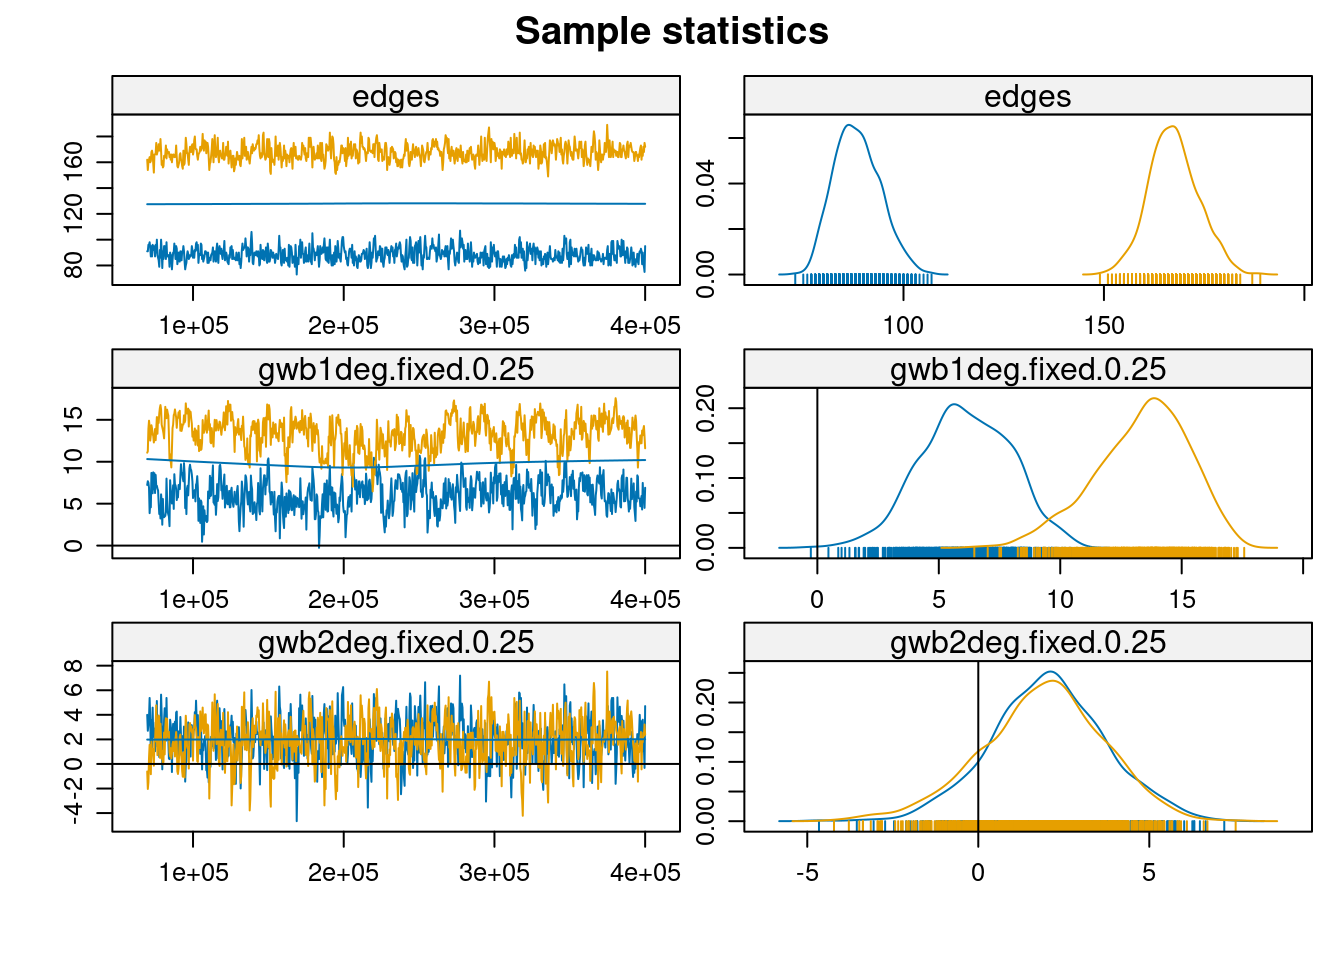 Sample statistics
edges
edges
80 120 160
0.00 0.04
1e+05 2e+05 3e+05 4e+05
100 150
gwb1deg.fixed.0.25
gwb1deg.fixed.0.25
0 5 10 15
0.00 0.10 0.20
1e+05 2e+05 3e+05 4e+05
0 5 10 15
gwb2deg.fixed.0.25
gwb2deg.fixed.0.25
-4 -2 0 2 4 6 8
0.00 0.10 0.20
1e+05 2e+05 3e+05 4e+05
-5 0 5